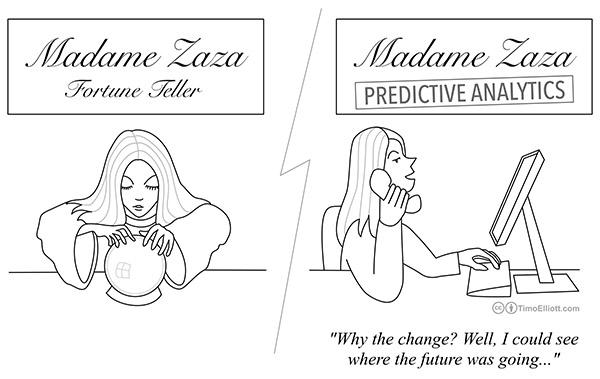 Madame Zaza
Fortune Teller
Madame Zaza
PREDICTIVE ANALYTICS
cc TimoElliott.com
"Why the change? Well, I could see
where the future was going..."